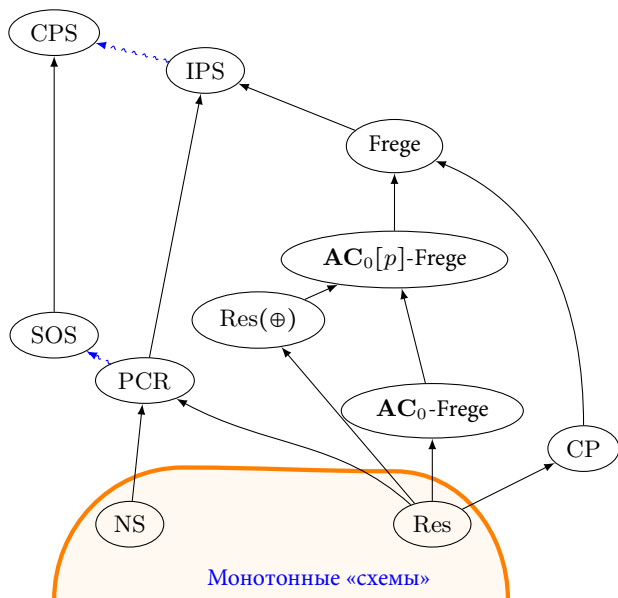 CPS
IPS
Frege
AC₀[p]-Frege
Res(⊕)
SOS
PCR
AC₀-Frege
CP
NS
Res
Монотонные «схемы»